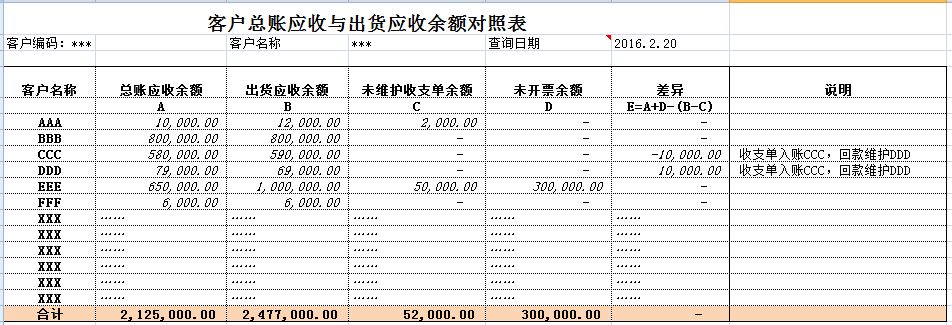 客户总账应收与出货应收余额对照表
客户编码：*** 客户名称 *** 查询日期 2016.2.20
客户名称 总账应收余额 出货应收余额 未维护收支单余额 未开票余额 差异 说明
A B C D E=A+D-(B-C)
AAA 10,000.00 12,000.00 2,000.00 - -
BBB 800,000.00 800,000.00 - - -
CCC 580,000.00 590,000.00 - - -10,000.00 收支单入账CCC，回款维护DDD
DDD 79,000.00 69,000.00 - - 10,000.00 收支单入账CCC，回款维护DDD
EEE 650,000.00 1,000,000.00 50,000.00 300,000.00 -
FFF 6,000.00 6,000.00 - - -
XXX …… …… …… …… ……
XXX …… …… …… …… ……
XXX …… …… …… …… ……
XXX …… …… …… …… ……
XXX …… …… …… …… ……
XXX …… …… …… …… ……
合计 2,125,000.00 2,477,000.00 52,000.00 300,000.00 -